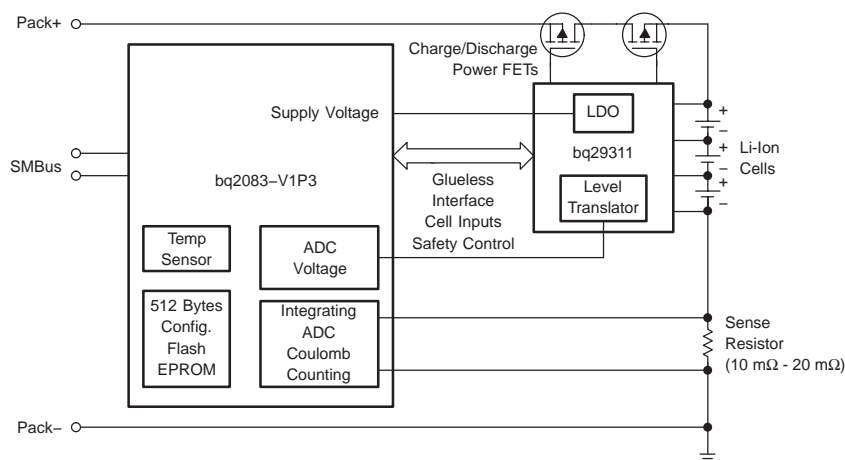 Pack+
Charge/Discharge
Power FETs
Supply Voltage
LDO
bq29311
+
−
+
−
+
−
Li-Ion
Cells
SMBus
bq2083−V1P3
Glueless
Interface
Cell Inputs
Safety Control
Level
Translator
Temp
Sensor
ADC
Voltage
512 Bytes
Config.
Flash
EPROM
Integrating
ADC
Coulomb
Counting
Sense
Resistor
(10 mΩ - 20 mΩ)
Pack−